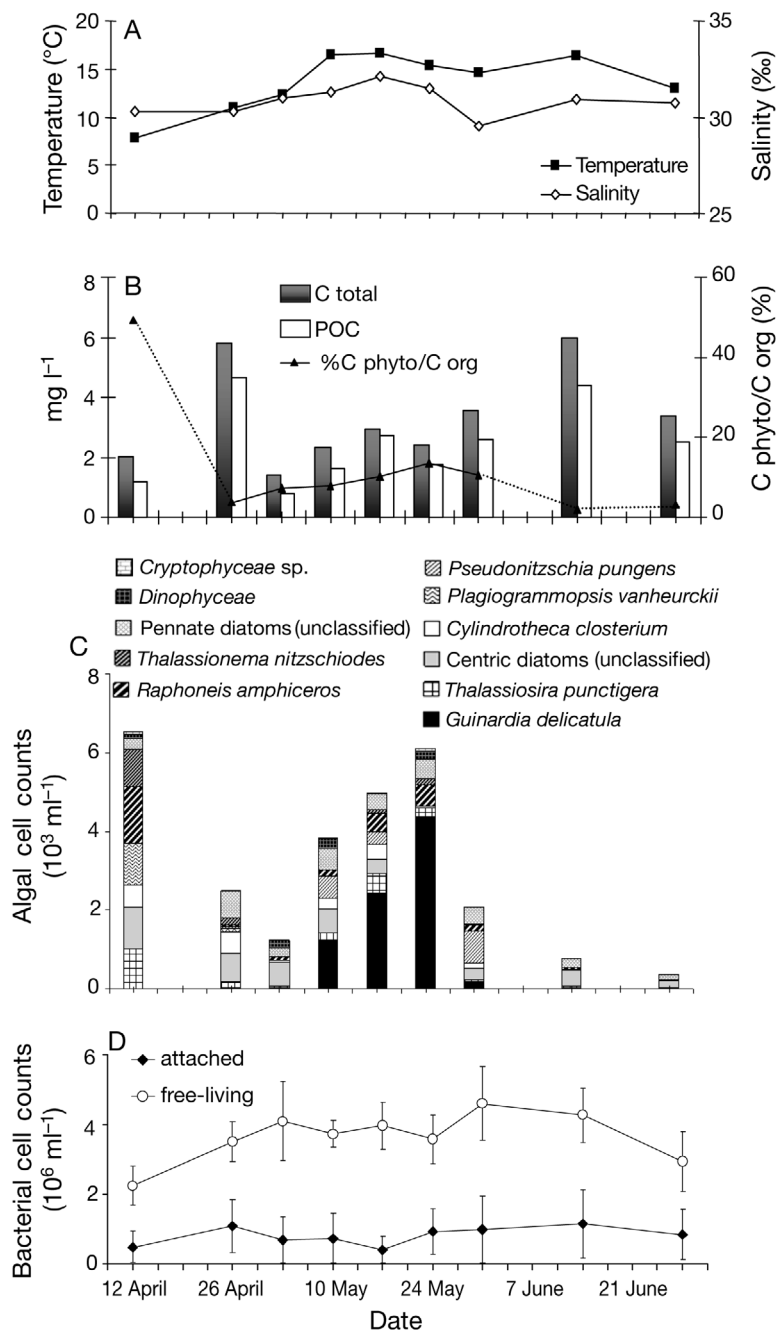 A
Temperature (°C)
20
15
10
5
0
Salinity (‰)
35
30
25
Temperature
Salinity
B
mg l⁻¹
8
6
4
2
0
C phyto/C org (%)
60
40
20
0
C total
POC
%C phyto/C org
Cryptophyceae sp.
Dinophyceae
Pennate diatoms (unclassified)
Thalassionema nitzschiodes
Raphoneis amphiceros
Pseudonitzschia pungens
Plagiogrammopsis vanheurckii
Cylindrotheca closterium
Centric diatoms (unclassified)
Thalassiosira punctigera
Guinardia delicatula
C
Algal cell counts
(10³ ml⁻¹)
8
6
4
2
0
D
Bacterial cell counts
(10⁶ ml⁻¹)
6
4
2
0
attached
free-living
12 April 26 April 10 May 24 May 7 June 21 June
Date